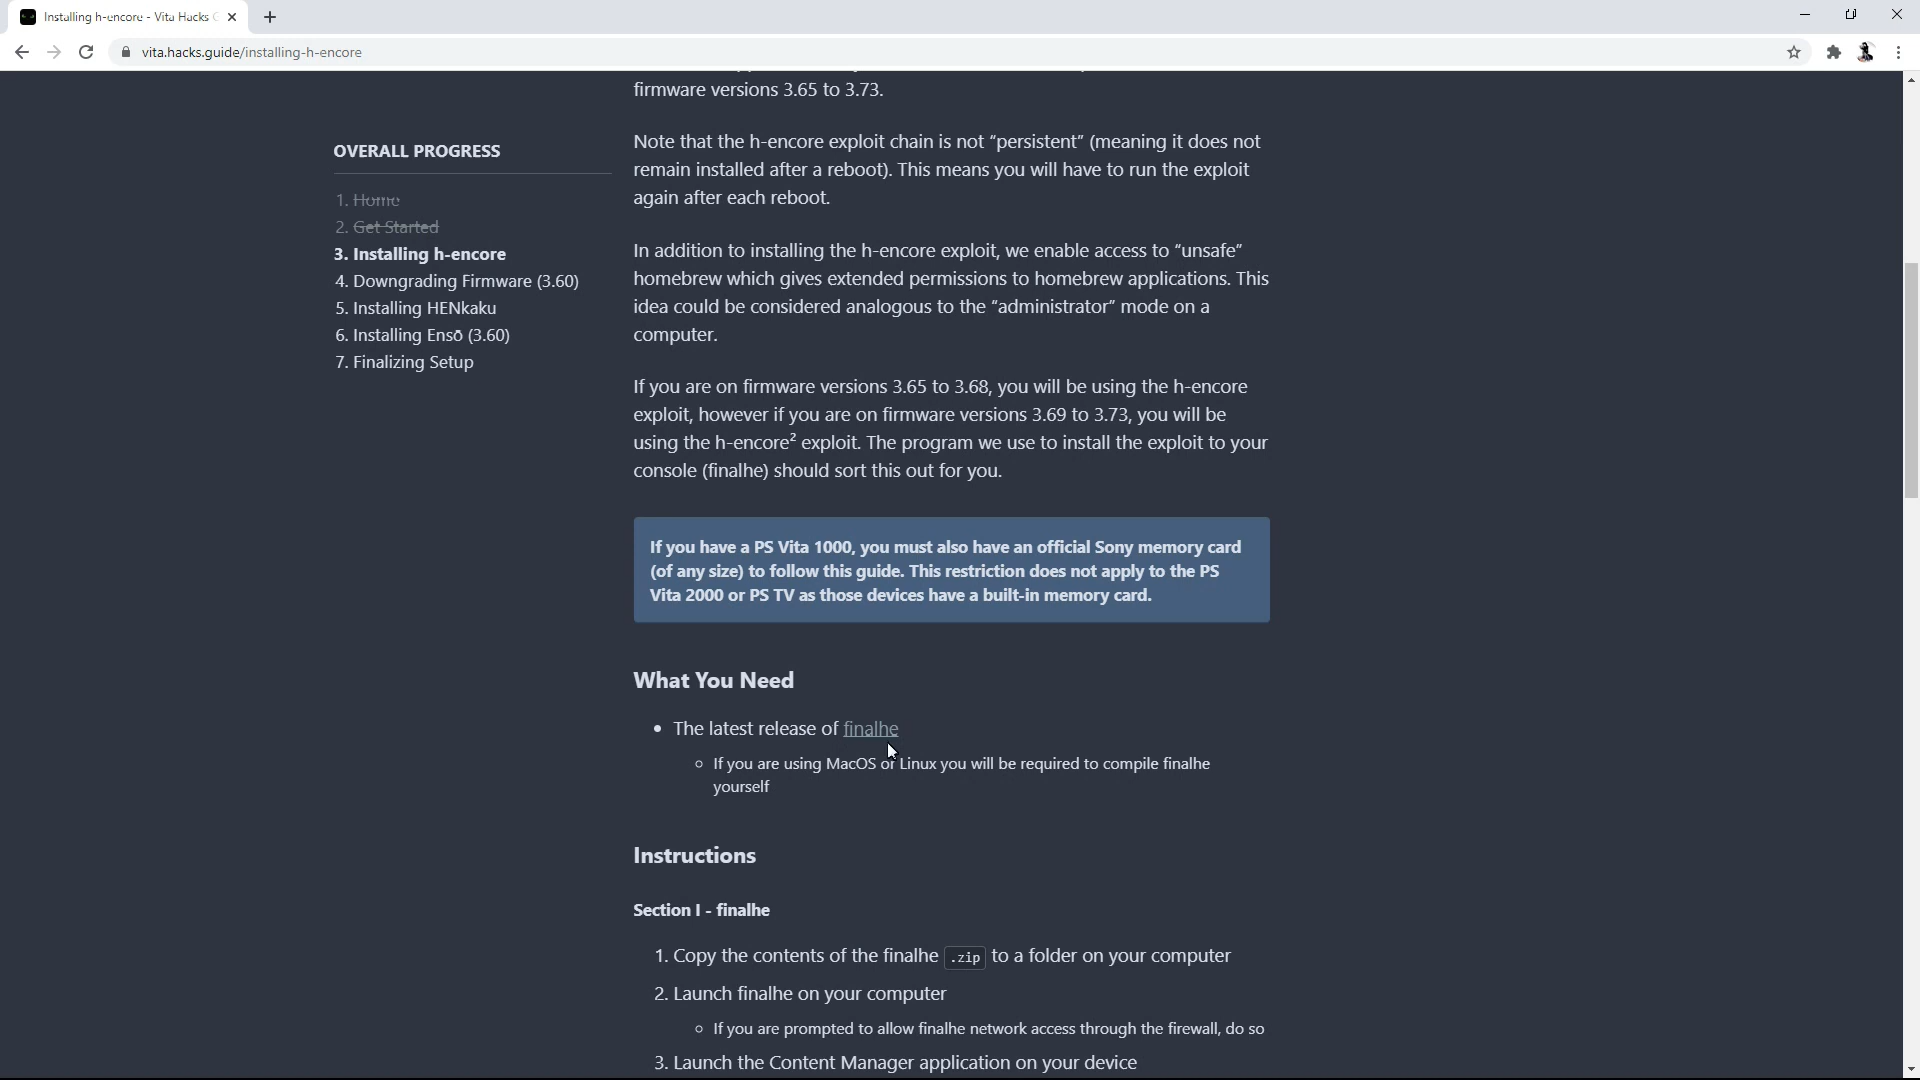 Installing h-encore - Vita Hacks G
vita.hacks.guide/installing-h-encore
firmware versions 3.65 to 3.73.
OVERALL PROGRESS
1. Home
2. Get Started
3. Installing h-encore
4. Downgrading Firmware (3.60)
5. Installing HENkaku
6. Installing Ensō (3.60)
7. Finalizing Setup
Note that the h-encore exploit chain is not “persistent” (meaning it does not
remain installed after a reboot). This means you will have to run the exploit
again after each reboot.
In addition to installing the h-encore exploit, we enable access to “unsafe”
homebrew which gives extended permissions to homebrew applications. This
idea could be considered analogous to the “administrator” mode on a
computer.
If you are on firmware versions 3.65 to 3.68, you will be using the h-encore
exploit, however if you are on firmware versions 3.69 to 3.73, you will be
using the h-encore² exploit. The program we use to install the exploit to your
console (finalhe) should sort this out for you.
If you have a PS Vita 1000, you must also have an official Sony memory card
(of any size) to follow this guide. This restriction does not apply to the PS
Vita 2000 or PS TV as those devices have a built-in memory card.
What You Need
The latest release of finalhe
If you are using MacOS or Linux you will be required to compile finalhe
yourself
Instructions
Section I - finalhe
1. Copy the contents of the finalhe .zip to a folder on your computer
2. Launch finalhe on your computer
If you are prompted to allow finalhe network access through the firewall, do so
3. Launch the Content Manager application on your device